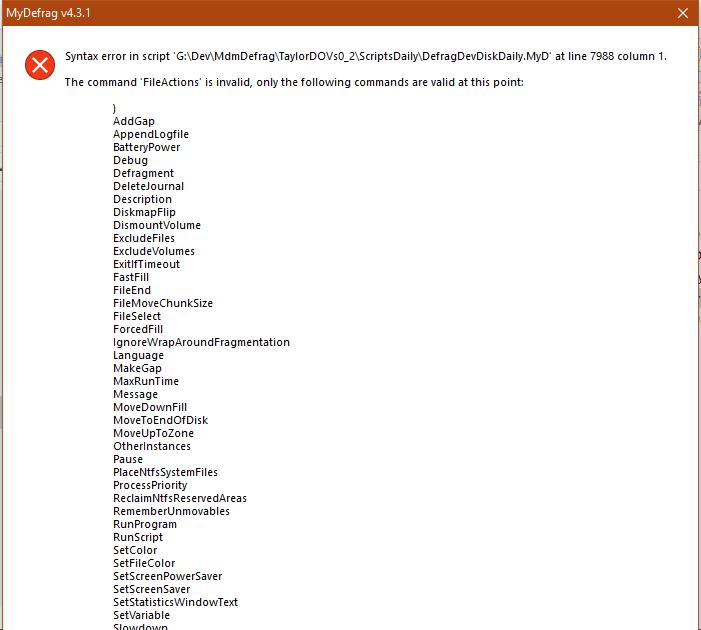 MyDefrag v4.3.1
Syntax error in script 'G:\Dev\MdmDefrag\TaylorDOVs0_2\ScriptsDaily\DefragDevDiskDaily.MyD' at line 7988 column 1.
The command 'FileActions' is invalid, only the following commands are valid at this point:
}
AddGap
AppendLogfile
BatteryPower
Debug
Defragment
DeleteJournal
Description
DiskmapFlip
DismountVolume
ExcludeFiles
ExcludeVolumes
ExitIfTimeout
FastFill
FileEnd
FileMoveChunkSize
FileSelect
ForcedFill
IgnoreWrapAroundFragmentation
Language
MakeGap
MaxRunTime
Message
MoveDownFill
MoveToEndOfDisk
MoveUpToZone
OtherInstances
Pause
PlaceNtfsSystemFiles
ProcessPriority
ReclaimNtfsReservedAreas
RememberUnmovables
RunProgram
RunScript
SetColor
SetFileColor
SetScreenPowerSaver
SetScreenSaver
SetStatisticsWindowText
SetVariable
Slowdown